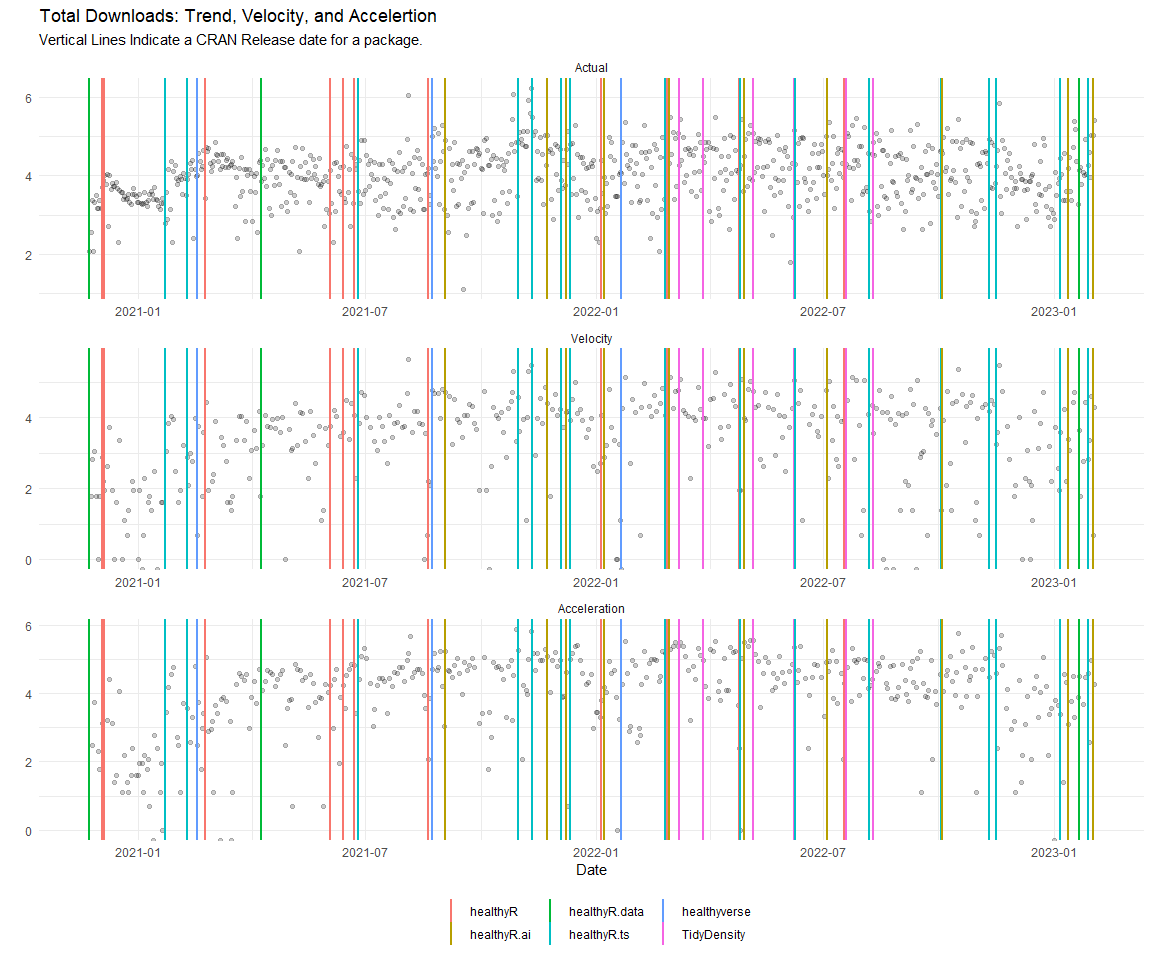 Total Downloads: Trend, Velocity, and Accelertion
Vertical Lines Indicate a CRAN Release date for a package.
Actual
6
4
2
2021-01 2021-07 2022-01 2022-07 2023-01
Velocity
4
2
0
2021-01 2021-07 2022-01 2022-07 2023-01
Acceleration
6
4
2
0
2021-01 2021-07 2022-01 2022-07 2023-01
Date
healthyR healthyR.data healthyverse
healthyR.ai healthyR.ts TidyDensity